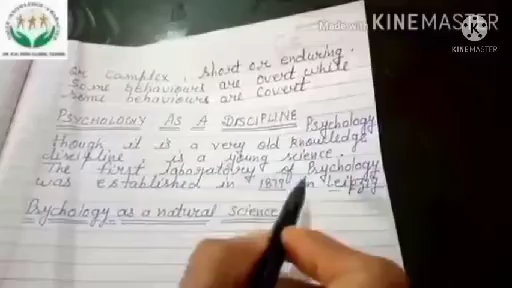 Made with KINEMASTER
KINEMASTER
or complex, short or enduring.
Some behaviours are overt while
some behaviours are covert
PSYCHOLOGY AS A DISCIPLINE
Psychology
though, it is a very old knowledge
discipline, is a young science.
The first laboratory of Psychology
was established in 1879 in Leipzig
Psychology as a natural science